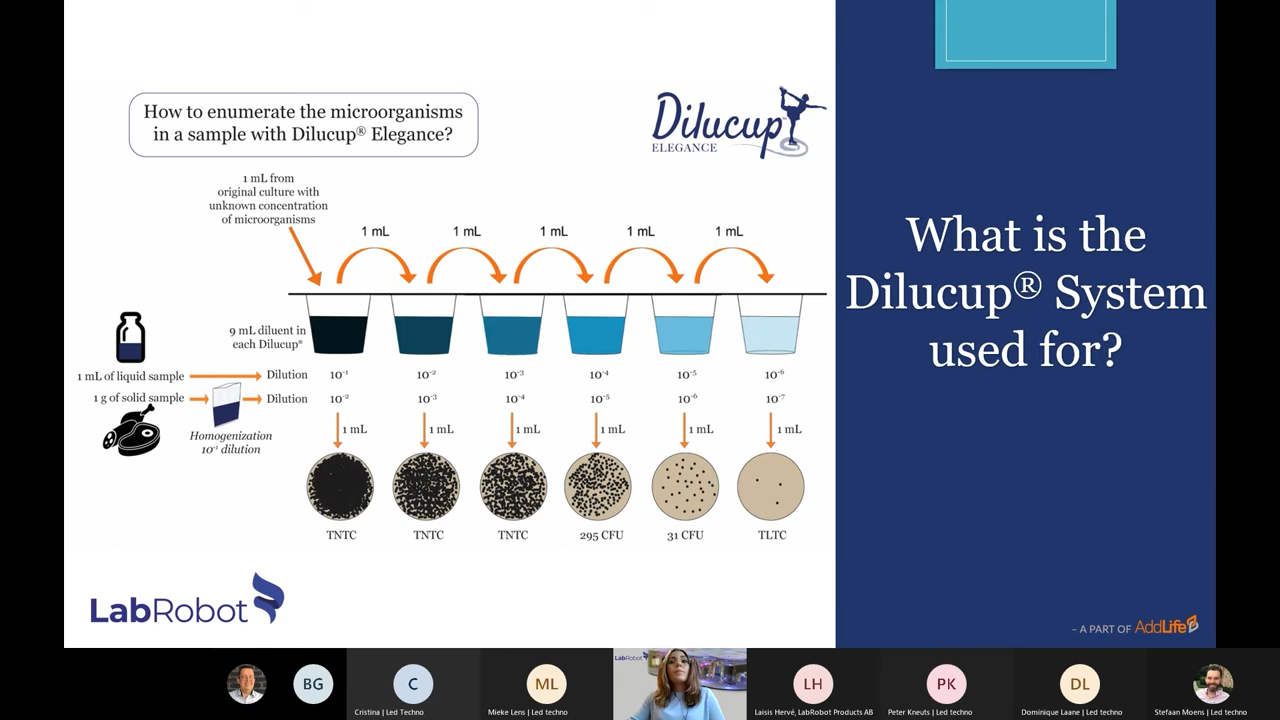 How to enumerate the microorganisms
in a sample with Dilucup® Elegance?
Dilucup
ELEGANCE
1 mL from
original culture with
unknown concentration
of microorganisms
1 mL
1 mL
1 mL
1 mL
1 mL
9 mL diluent in
each Dilucup®
1 mL of liquid sample
Dilution
10⁻¹
10⁻²
10⁻³
10⁻⁴
10⁻⁵
10⁻⁶
1 g of solid sample
Dilution
10⁻²
10⁻³
10⁻⁴
10⁻⁵
10⁻⁶
10⁻⁷
Homogenization
10⁻¹ dilution
1 mL
1 mL
1 mL
1 mL
1 mL
1 mL
TNTC
TNTC
TNTC
295 CFU
31 CFU
TLTC
LabRobot
What is the
Dilucup® System
used for?
– A PART OF AddLife
BG
C
Cristina | Led Techno
ML
Mieke Lens | Led techno
LabRobot
LH
Laisis Hervé, LabRobot Products AB
PK
Peter Kneuts | Led techno
DL
Dominique Laane | Led techno
Stefaan Moens | Led techno